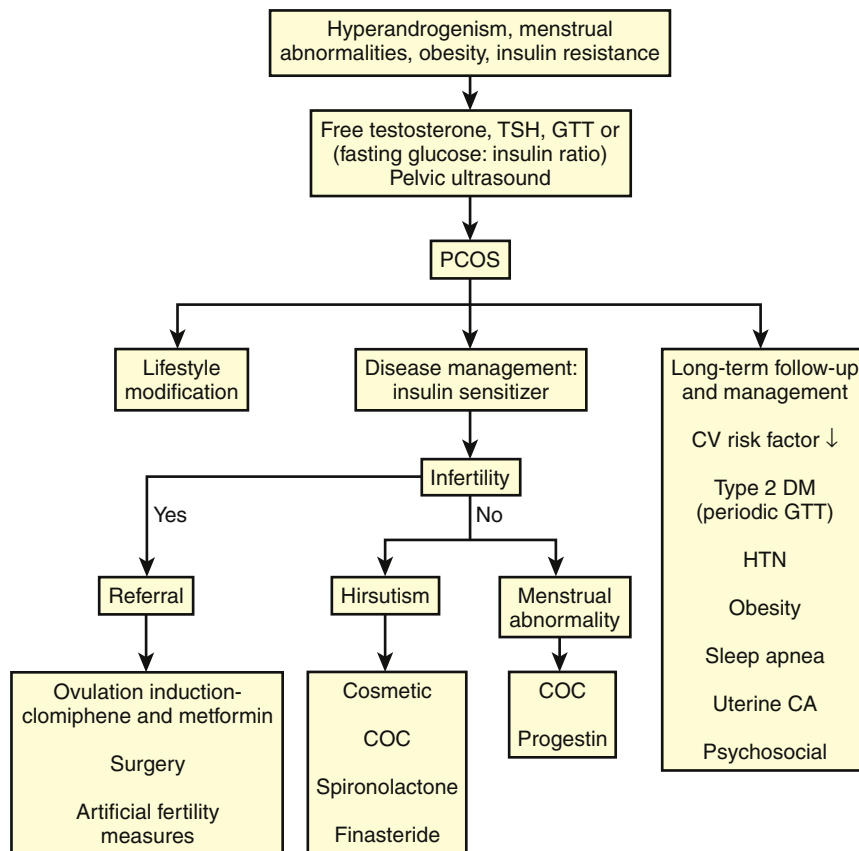 Hyperandrogenism, menstrual
abnormalities, obesity, insulin resistance
Free testosterone, TSH, GTT or
(fasting glucose: insulin ratio)
Pelvic ultrasound
PCOS
Lifestyle
modification
Disease management:
insulin sensitizer
Long-term follow-up
and management
CV risk factor ↓
Type 2 DM
(periodic GTT)
HTN
Obesity
Sleep apnea
Uterine CA
Psychosocial
Infertility
Yes
No
Referral
Hirsutism
Menstrual
abnormality
Ovulation induction-
clomiphene and metformin
Surgery
Artificial fertility
measures
Cosmetic
COC
Spironolactone
Finasteride
COC
Progestin